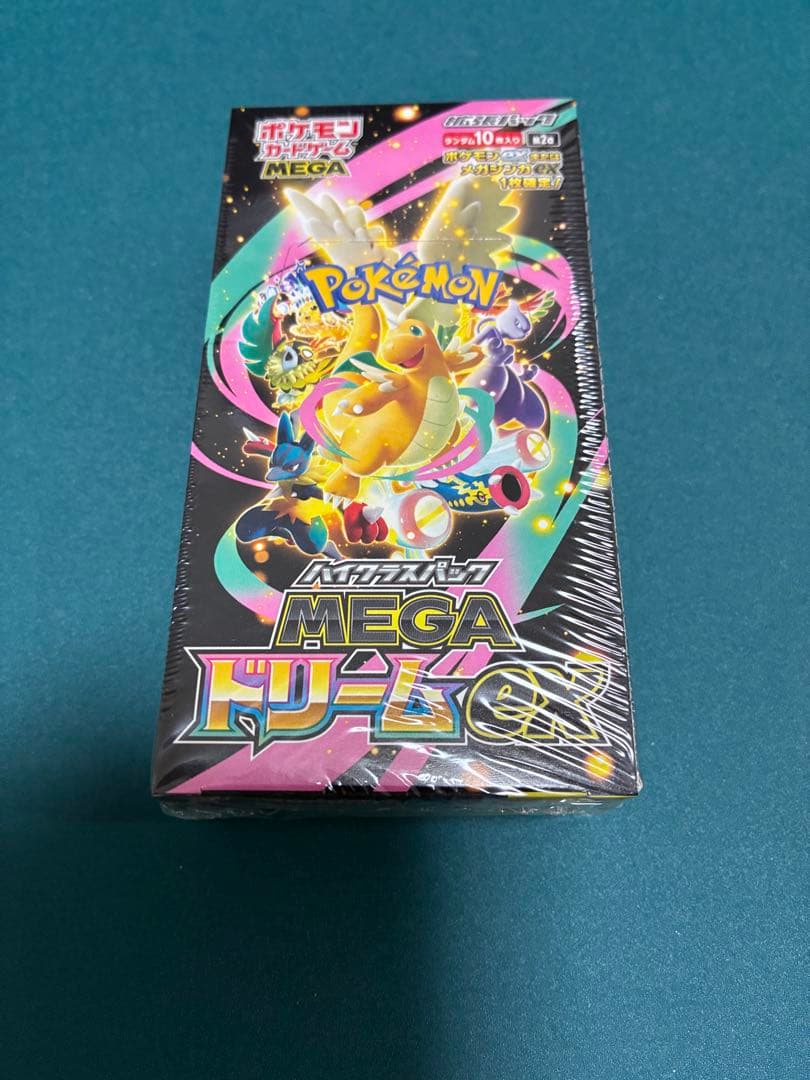 ポケモン
カードゲーム
MEGA
ハイクラスパック
ランダム10枚入り
ポケモンexまたは
メガシンカex
1枚確定!
POKéMON
ハイクラスパック
MEGA
ドリームex